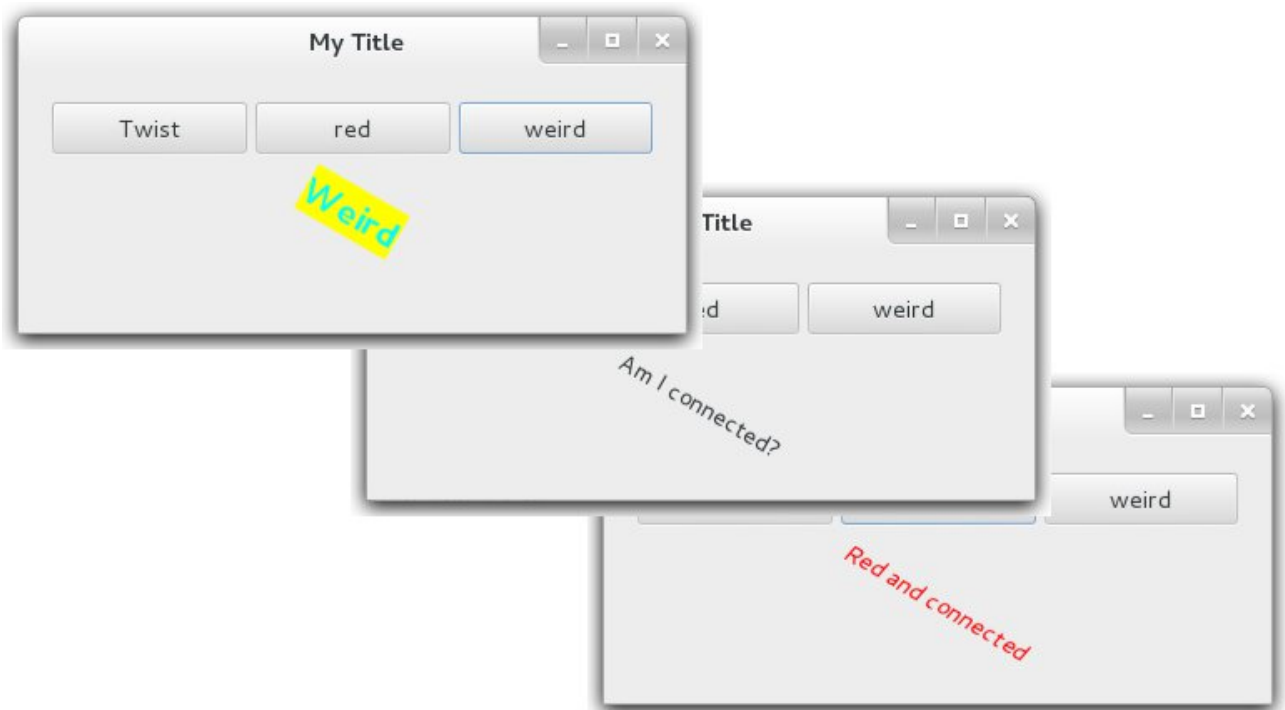 My Title
Twist
red
weird
Weird
Title
weird
Am I connected?
weird
Red and connected